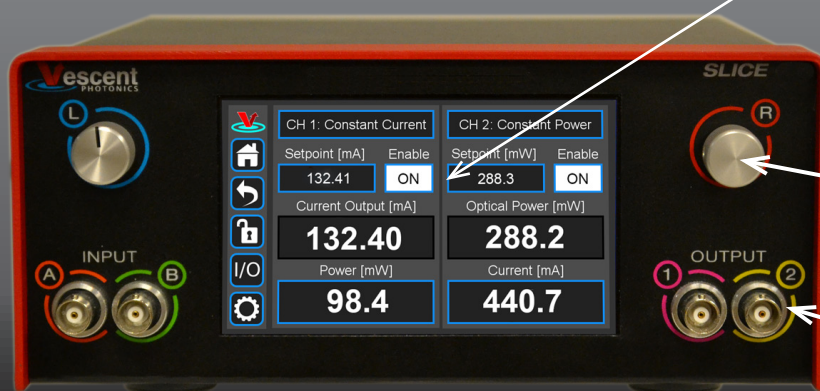 Vescent
PHOTONICS
SLICE
L
R
CH 1: Constant Current
CH 2: Constant Power
Setpoint [mA] Enable
Setpoint [mW] Enable
132.41 ON
288.3 ON
Current Output [mA]
Optical Power [mW]
132.40
288.2
Power [mW]
Current [mA]
98.4
440.7
I/O
INPUT
A B
OUTPUT
1 2